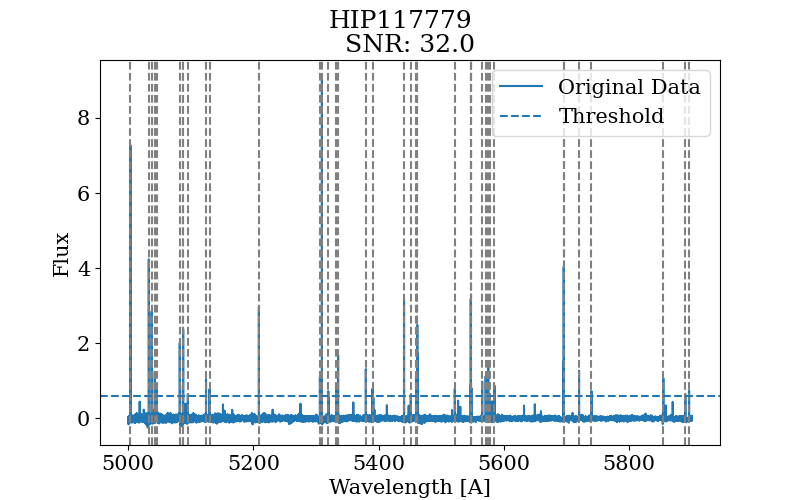 HIP117779
SNR: 32.0
Original Data
Threshold
8
6
4
2
0
Flux
5000 5200 5400 5600 5800
Wavelength [A]